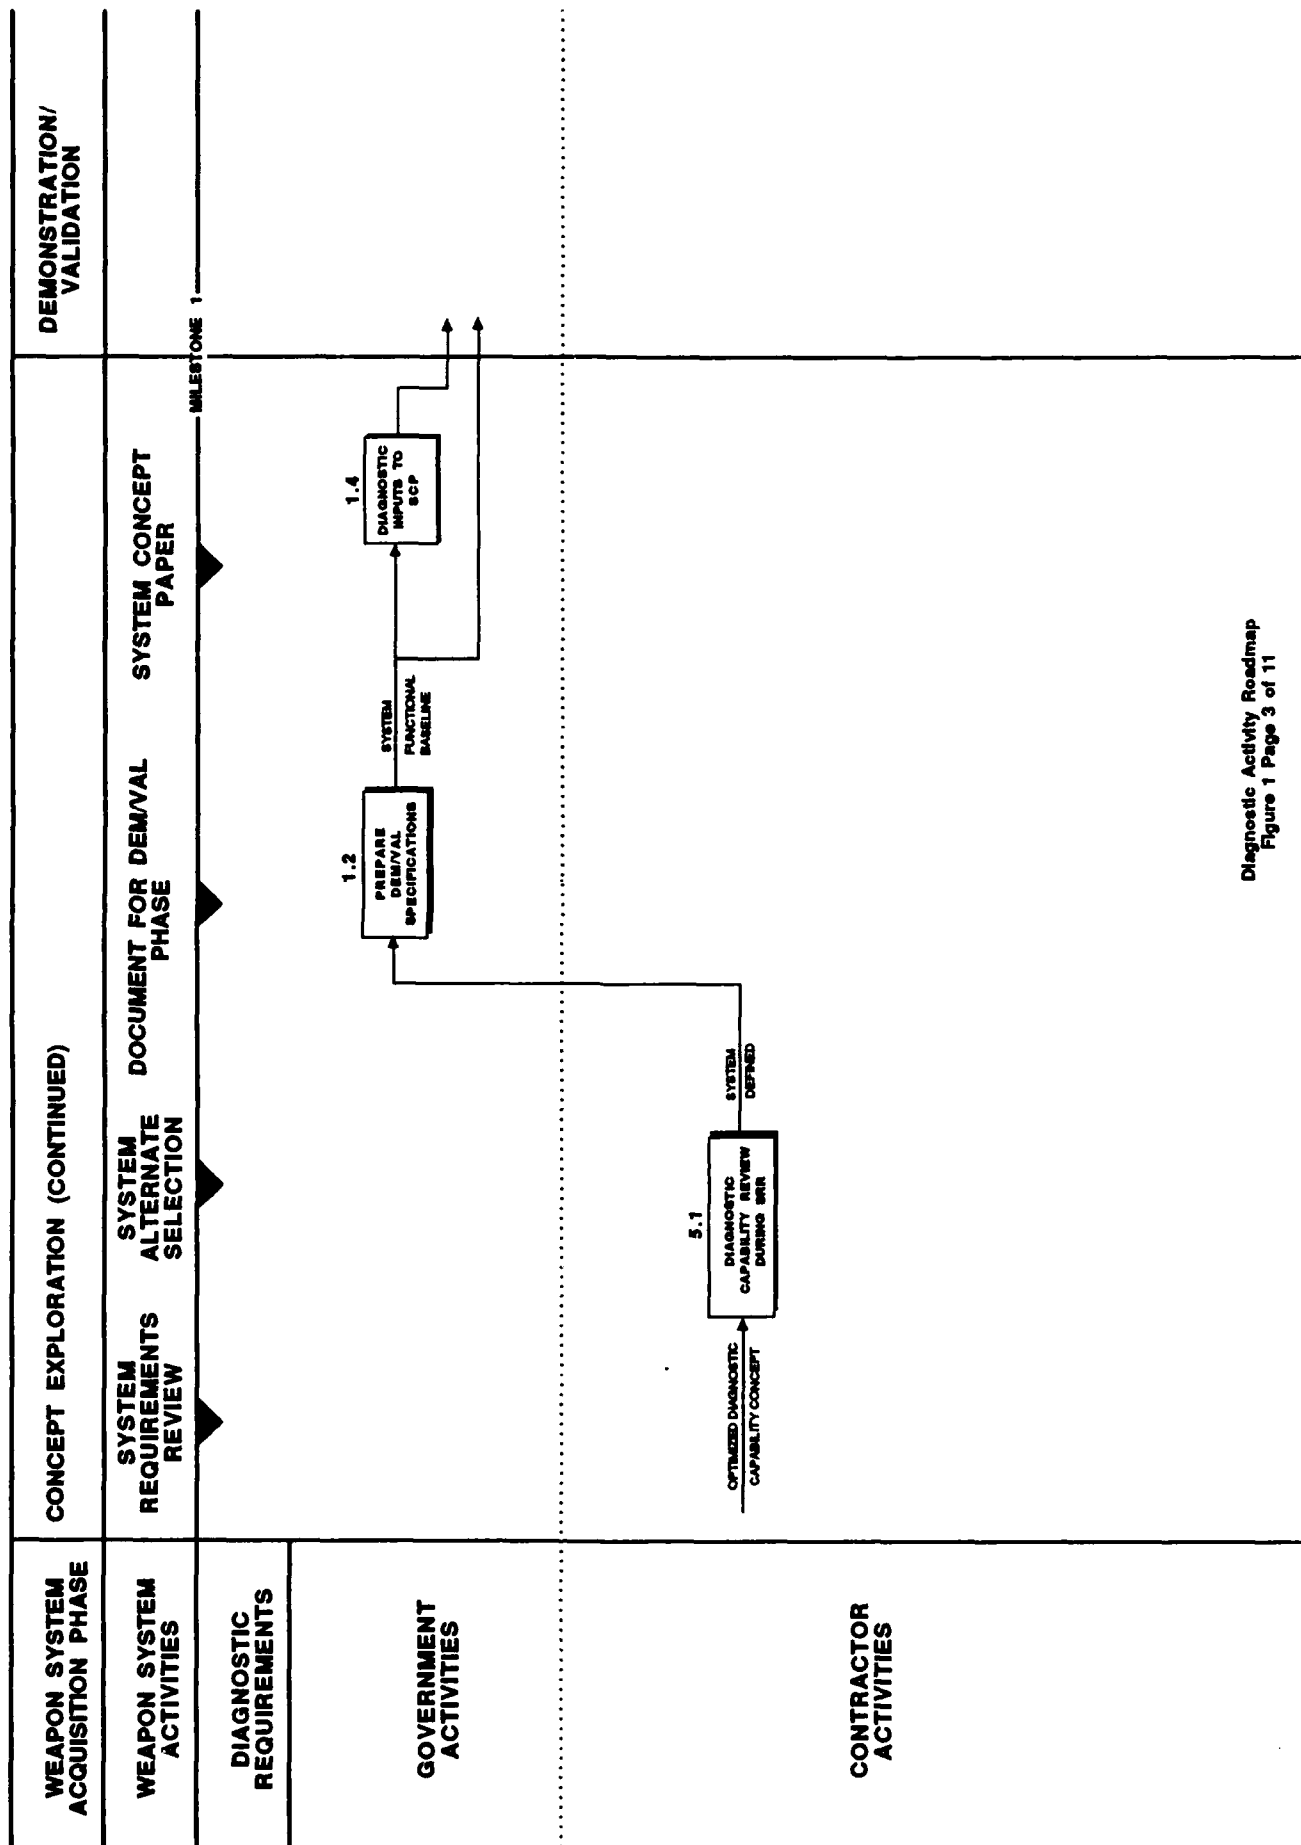 WEAPON SYSTEM
ACQUISITION PHASE
CONCEPT EXPLORATION (CONTINUED)
DEMONSTRATION/
VALIDATION
WEAPON SYSTEM
ACTIVITIES
SYSTEM
REQUIREMENTS
REVIEW
SYSTEM
ALTERNATE
SELECTION
DOCUMENT FOR DEM/VAL
PHASE
SYSTEM CONCEPT
PAPER
MILESTONE 1
DIAGNOSTIC
REQUIREMENTS
GOVERNMENT
ACTIVITIES
1.2
PREPARE
DEM/VAL
SPECIFICATIONS
SYSTEM
FUNCTIONAL
BASELINE
1.4
DIAGNOSTIC
INPUTS TO
SCP
CONTRACTOR
ACTIVITIES
OPTIMIZED DIAGNOSTIC
CAPABILITY CONCEPT
5.1
DIAGNOSTIC
CAPABILITY REVIEW
DURING SRR
SYSTEM
DEFINED
Diagnostic Activity Roadmap
Figure 1 Page 3 of 11